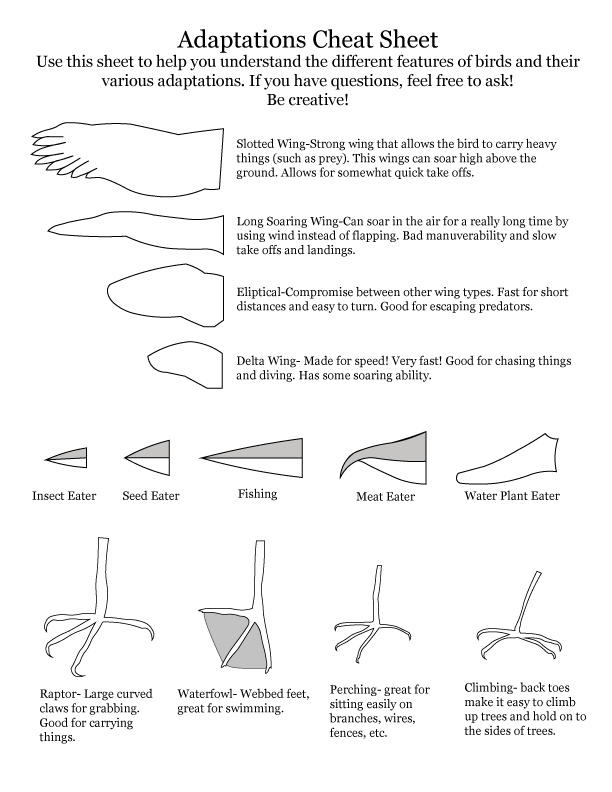 Adaptations Cheat Sheet
Use this sheet to help you understand the different features of birds and their
various adaptations. If you have questions, feel free to ask!
Be creative!
Slotted Wing-Strong wing that allows the bird to carry heavy
things (such as prey). This wings can soar high above the
ground. Allows for somewhat quick take offs.
Long Soaring Wing-Can soar in the air for a really long time by
using wind instead of flapping. Bad manuverability and slow
take offs and landings.
Eliptical-Compromise between other wing types. Fast for short
distances and easy to turn. Good for escaping predators.
Delta Wing- Made for speed! Very fast! Good for chasing things
and diving. Has some soaring ability.
Insect Eater
Seed Eater
Fishing
Meat Eater
Water Plant Eater
Raptor- Large curved
claws for grabbing.
Good for carrying
things.
Waterfowl- Webbed feet,
great for swimming.
Perching- great for
sitting easily on
branches, wires,
fences, etc.
Climbing- back toes
make it easy to climb
up trees and hold on to
the sides of trees.